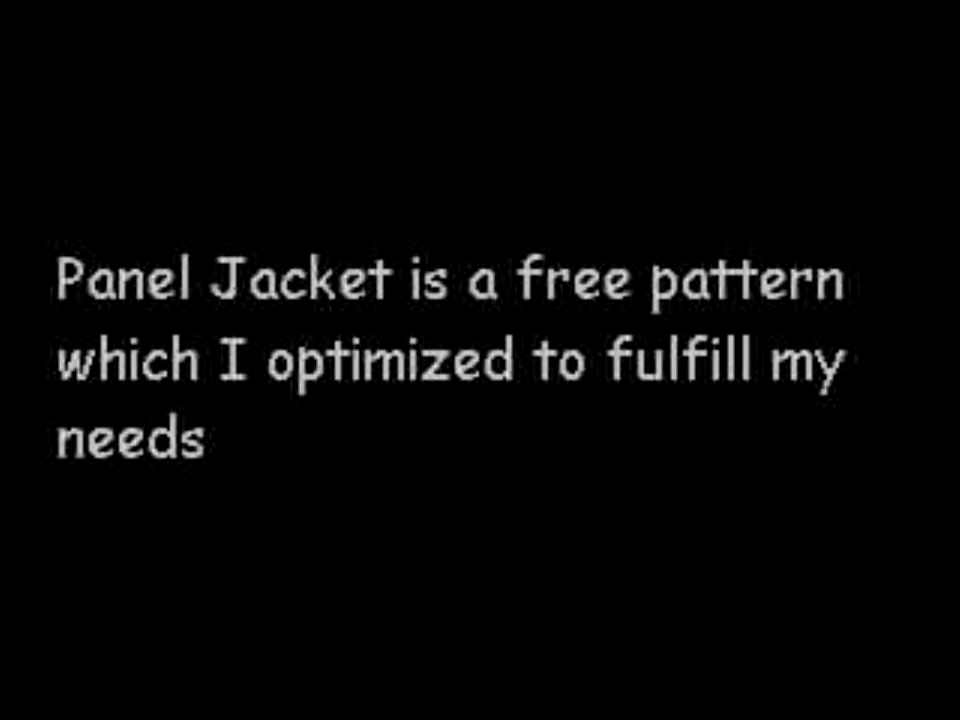 Panel Jacket is a free pattern
which I optimized to fulfill my
needs